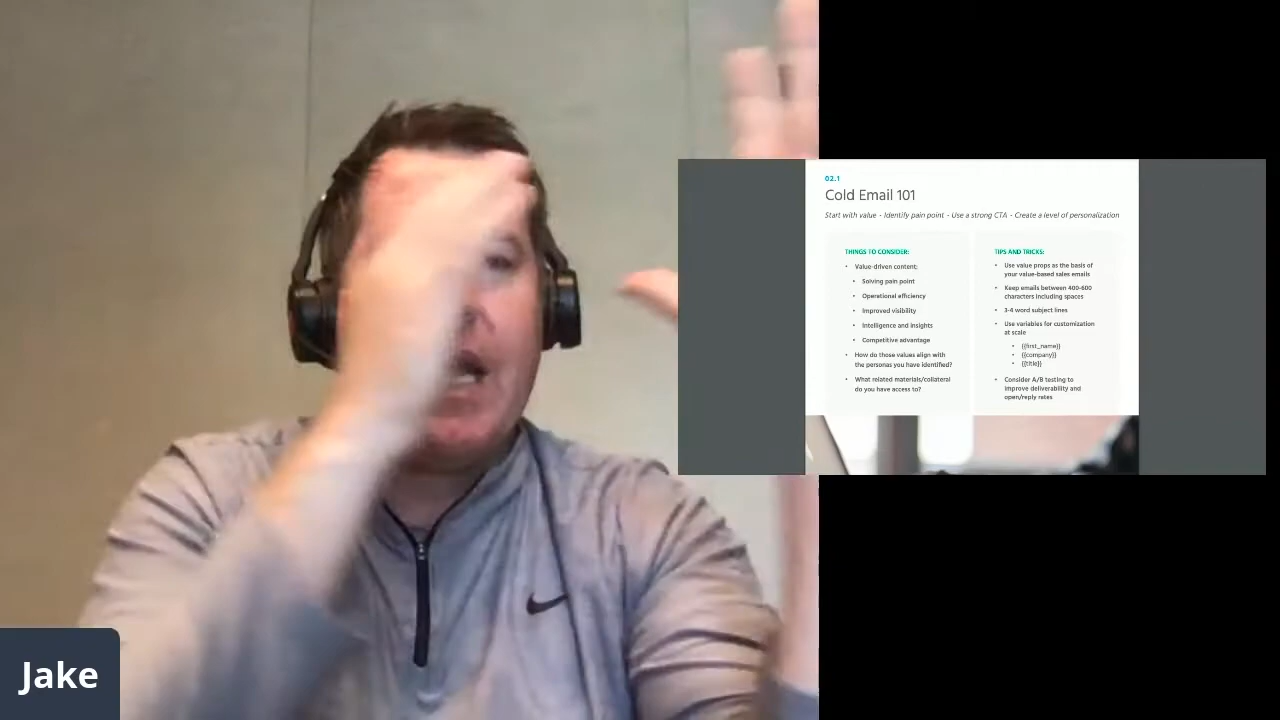 02.1
Cold Email 101
Start with value - Identify pain point - Use a strong CTA - Create a level of personalization
THINGS TO CONSIDER:
• Value-driven content:
• Solving pain point
• Operational efficiency
• Improved visibility
• Intelligence and insights
• Competitive advantage
• How do those values align with
the personas you have identified?
• What related materials/collateral
do you have access to?
TIPS AND TRICKS:
• Use value props as the basis of
your value-based sales emails
• Keep emails between 400-600
characters including spaces
• 3-4 word subject lines
• Use variables for customization
at scale
• {{first_name}}
• {{company}}
• {{title}}
• Consider A/B testing to
improve deliverability and
open/reply rates
Jake